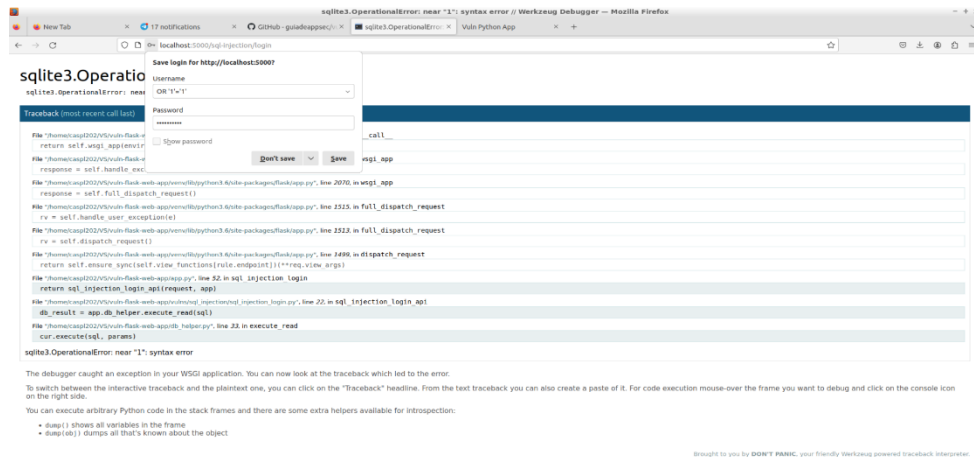 sqlite3.OperationalError: near "1": syntax error // Werkzeug Debugger — Mozilla Firefox
New Tab
17 notifications
GitHub - guiadeappsec/v
sqlite3.OperationalError:
Vuln Python App
localhost:5000/sql-injection/login
Save login for http://localhost:5000?
Username
OR '1'='1'
Password
••••••••••
Show password
Don't save
Save
sqlite3.Operatio
sqlite3.OperationalError: nea
Traceback (most recent call last)
File "/home/caspl202/VS/vuln-flask-w __call__
return self.wsgi_app(envir
File "/home/caspl202/VS/vuln-flask-w wsgi_app
response = self.handle_exc
File "/home/caspl202/VS/vuln-flask-web-app/venv/lib/python3.6/site-packages/flask/app.py", line 2070, in wsgi_app
response = self.full_dispatch_request()
File "/home/caspl202/VS/vuln-flask-web-app/venv/lib/python3.6/site-packages/flask/app.py", line 1515, in full_dispatch_request
rv = self.handle_user_exception(e)
File "/home/caspl202/VS/vuln-flask-web-app/venv/lib/python3.6/site-packages/flask/app.py", line 1513, in full_dispatch_request
rv = self.dispatch_request()
File "/home/caspl202/VS/vuln-flask-web-app/venv/lib/python3.6/site-packages/flask/app.py", line 1499, in dispatch_request
return self.ensure_sync(self.view_functions[rule.endpoint])(**req.view_args)
File "/home/caspl202/VS/vuln-flask-web-app/app.py", line 52, in sql_injection_login
return sql_injection_login_api(request, app)
File "/home/caspl202/VS/vuln-flask-web-app/vulns/sql_injection/sql_injection_login.py", line 22, in sql_injection_login_api
db_result = app.db_helper.execute_read(sql)
File "/home/caspl202/VS/vuln-flask-web-app/db_helper.py", line 33, in execute_read
cur.execute(sql, params)
sqlite3.OperationalError: near "1": syntax error
The debugger caught an exception in your WSGI application. You can now look at the traceback which led to the error.
To switch between the interactive traceback and the plaintext one, you can click on the "Traceback" headline. From the text traceback you can also create a paste of it. For code execution mouse-over the frame you want to debug and click on the console icon
on the right side.
You can execute arbitrary Python code in the stack frames and there are some extra helpers available for introspection:
• dump() shows all variables in the frame
• dump(obj) dumps all that's known about the object
Brought to you by DON'T PANIC, your friendly Werkzeug powered traceback interpreter.